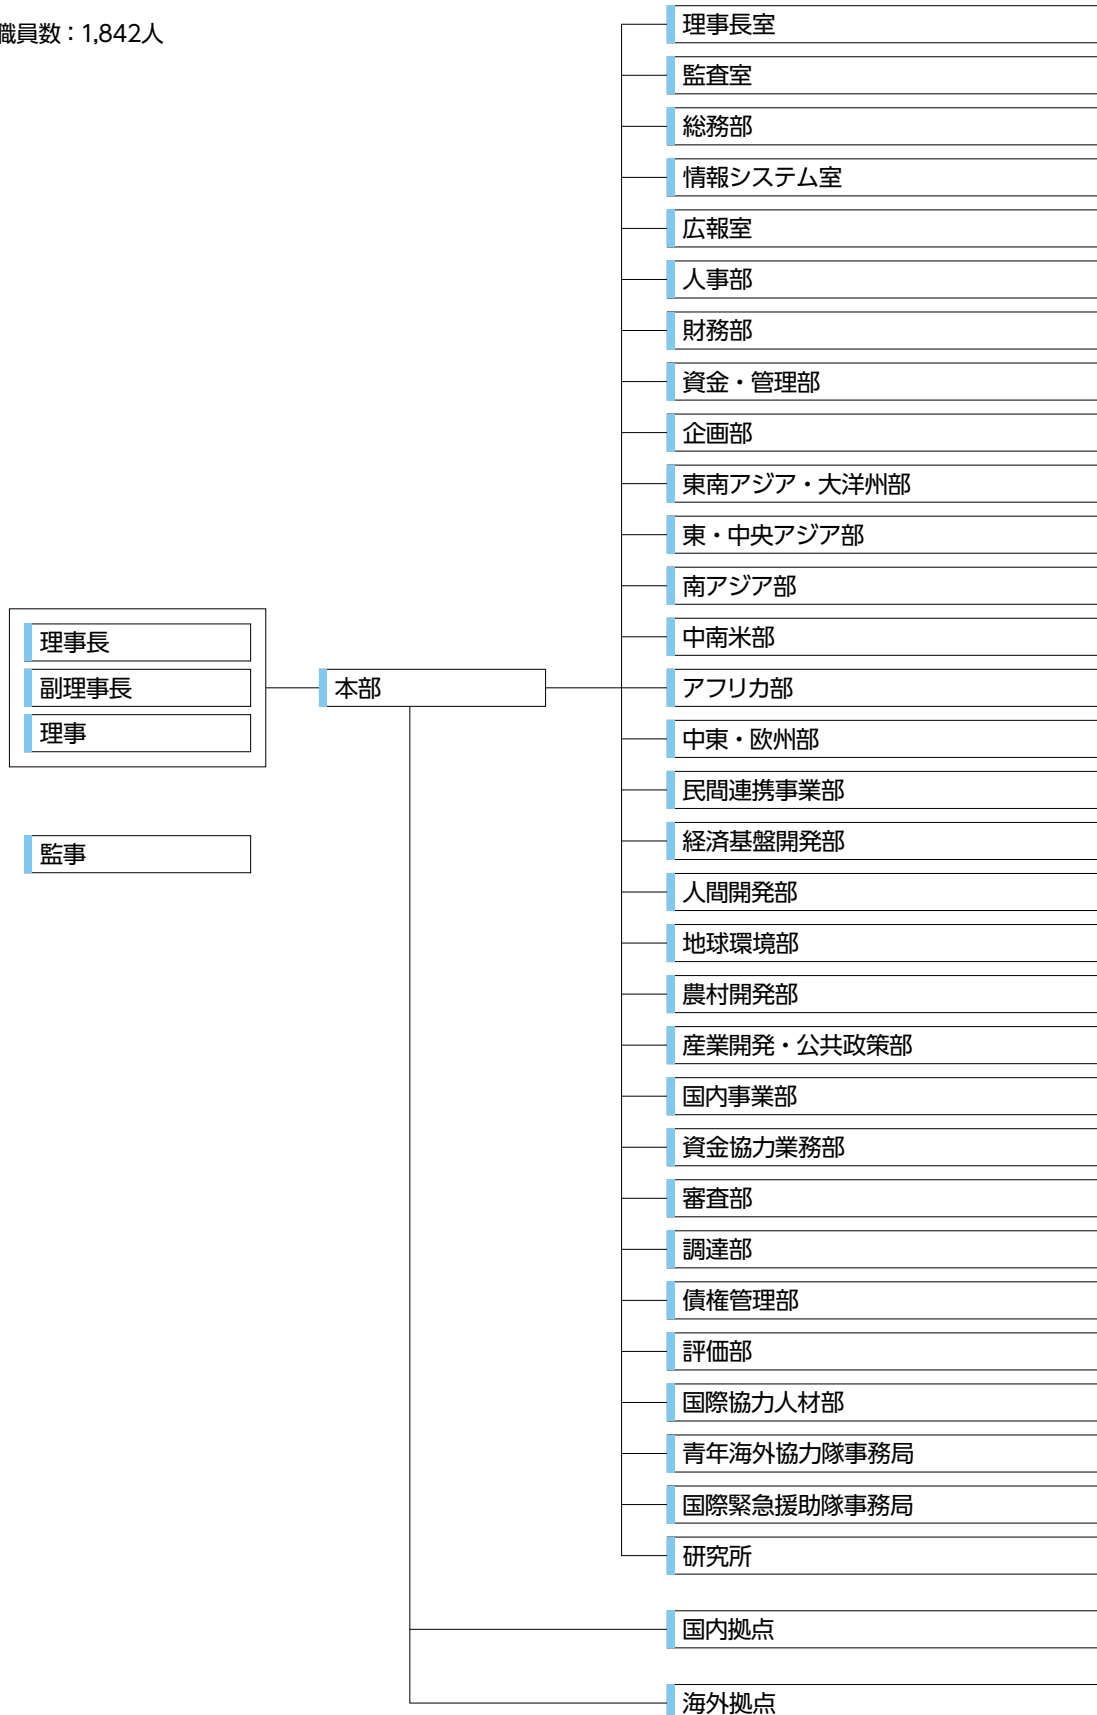 職員数：1,842人
理事長
副理事長
理事
監事
本部
理事長室
監査室
総務部
情報システム室
広報室
人事部
財務部
資金・管理部
企画部
東南アジア・大洋州部
東・中央アジア部
南アジア部
中南米部
アフリカ部
中東・欧州部
民間連携事業部
経済基盤開発部
人間開発部
地球環境部
農村開発部
産業開発・公共政策部
国内事業部
資金協力業務部
審査部
調達部
債権管理部
評価部
国際協力人材部
青年海外協力隊事務局
国際緊急援助隊事務局
研究所
国内拠点
海外拠点